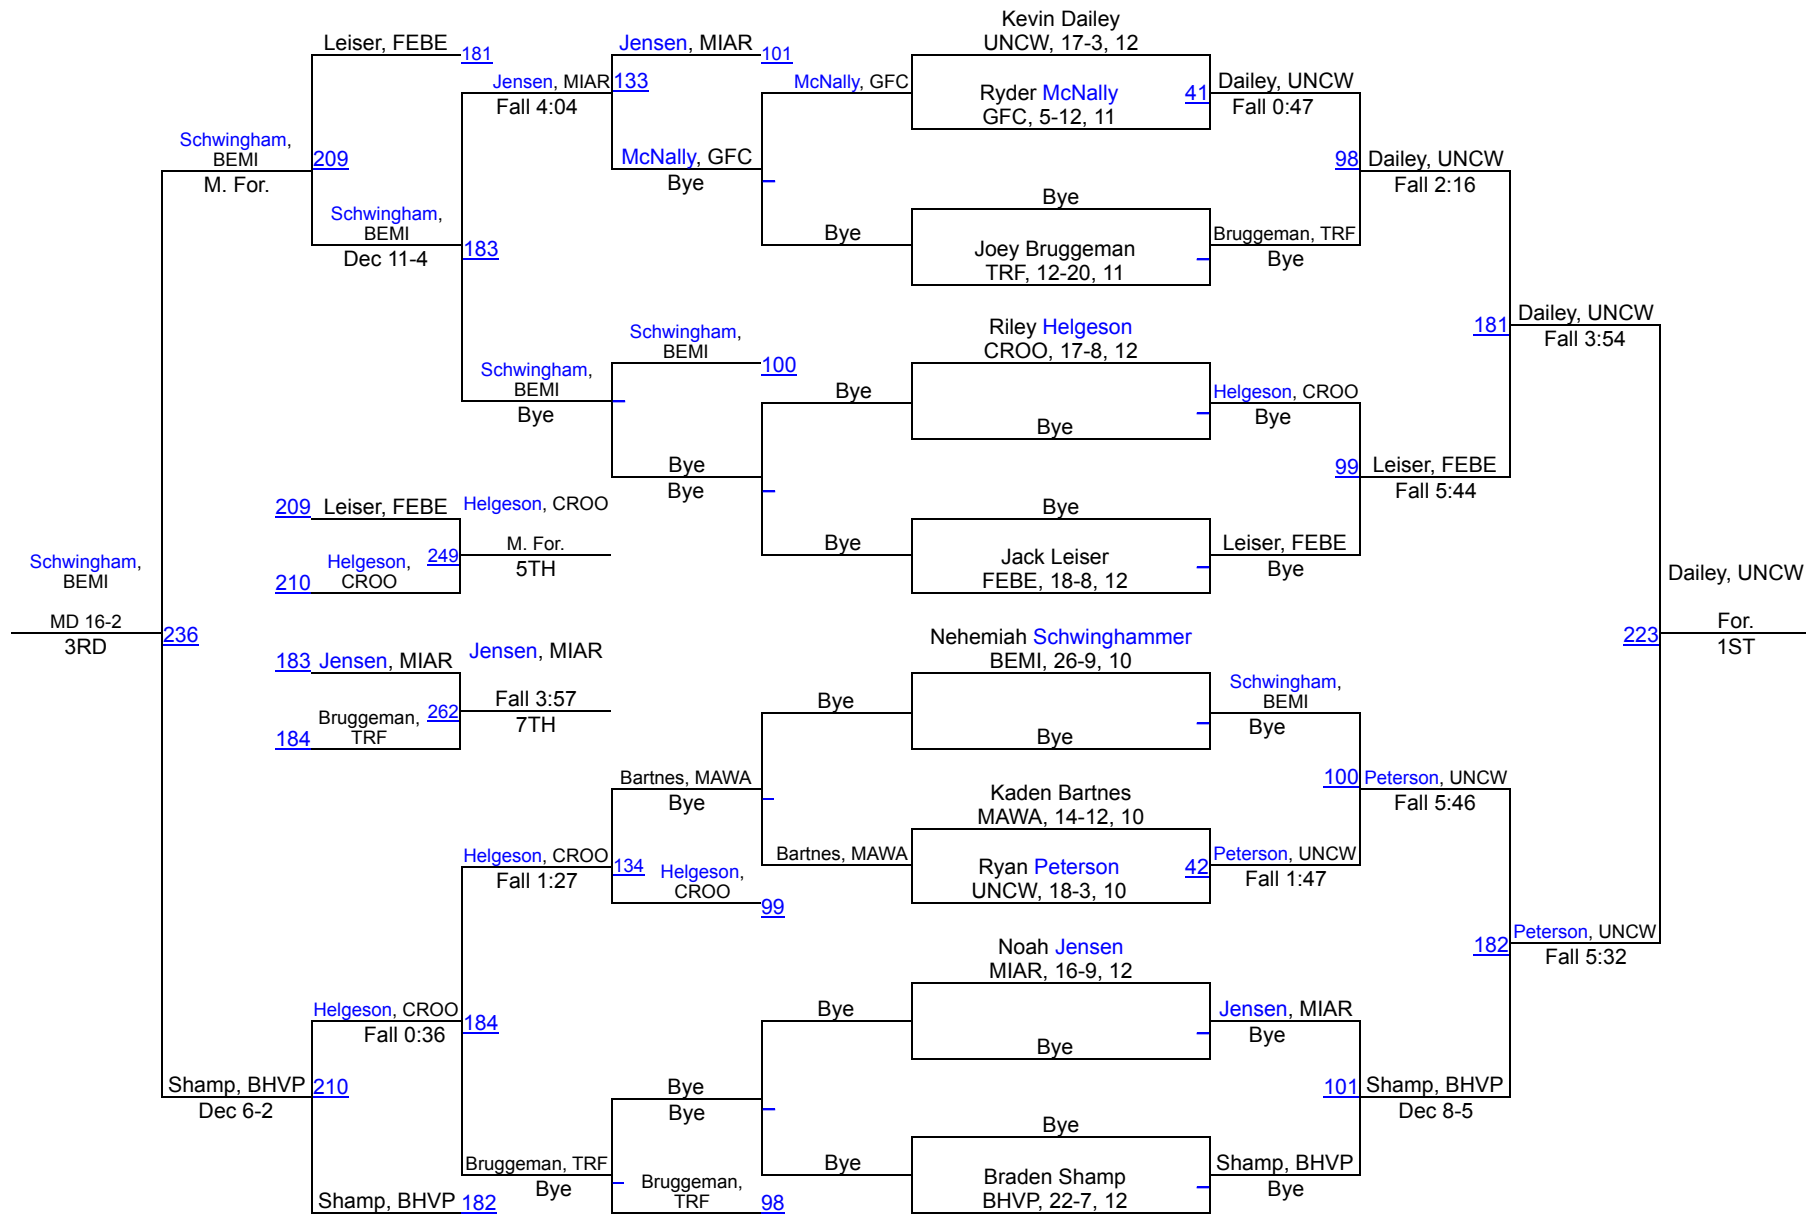 Kevin Dailey
UNCW, 17-3, 12
Leiser, FEBE
181
Jensen, MIAR
101
Jensen, MIAR
133
Fall 4:04
McNally, GFC
Ryder McNally
41
GFC, 5-12, 11
Dailey, UNCW
Fall 0:47
Schwingham,
BEMI
209
M. For.
McNally, GFC
Bye
98
Dailey, UNCW
Fall 2:16
Schwingham,
BEMI
183
Dec 11-4
Bye
Bye
Joey Bruggeman
TRF, 12-20, 11
Bruggeman, TRF
Bye
Schwingham,
BEMI
100
Riley Helgeson
CROO, 17-8, 12
181
Dailey, UNCW
Fall 3:54
Schwingham,
BEMI
Bye
Bye
Bye
Helgeson, CROO
Bye
Bye
Bye
99
Leiser, FEBE
Fall 5:44
209
Leiser, FEBE
Helgeson, CROO
Bye
Bye
Jack Leiser
FEBE, 18-8, 12
Leiser, FEBE
Bye
Helgeson,
CROO
249
M. For.
5TH
210
Schwingham,
BEMI
MD 16-2
3RD
236
Dailey, UNCW
For.
1ST
223
183
Jensen, MIAR
Jensen, MIAR
Nehemiah Schwinghammer
BEMI, 26-9, 10
Bruggeman,
TRF
262
Fall 3:57
7TH
184
Bye
Bye
Schwingham,
BEMI
Bye
Bartnes, MAWA
Bye
Kaden Bartnes
MAWA, 14-12, 10
100
Peterson, UNCW
Fall 5:46
Helgeson, CROO
134
Fall 1:27
Helgeson,
CROO
99
Bartnes, MAWA
Ryan Peterson
42
UNCW, 18-3, 10
Peterson, UNCW
Fall 1:47
Noah Jensen
MIAR, 16-9, 12
182
Peterson, UNCW
Fall 5:32
Helgeson, CROO
184
Fall 0:36
Bye
Bye
Jensen, MIAR
Bye
Shamp, BHVP
210
Dec 6-2
Bye
Bye
101
Shamp, BHVP
Dec 8-5
Bruggeman, TRF
Bye
Bye
Bye
Braden Shamp
BHVP, 22-7, 12
Shamp, BHVP
Bye
Shamp, BHVP
182
Bruggeman,
TRF
98